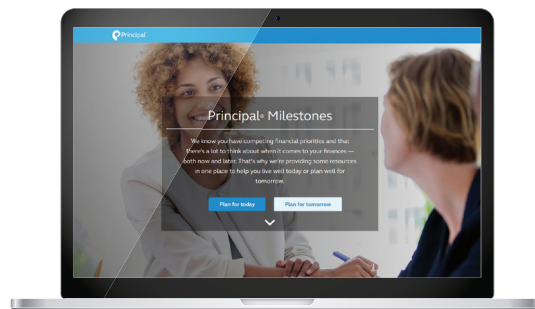 Principal
Principal® Milestones
We know you have competing financial priorities and that
there's a lot to think about when it comes to your finances —
both now and later. That's why we're providing some resources
in one place to help you live well today or plan well for
tomorrow.
Plan for today
Plan for tomorrow